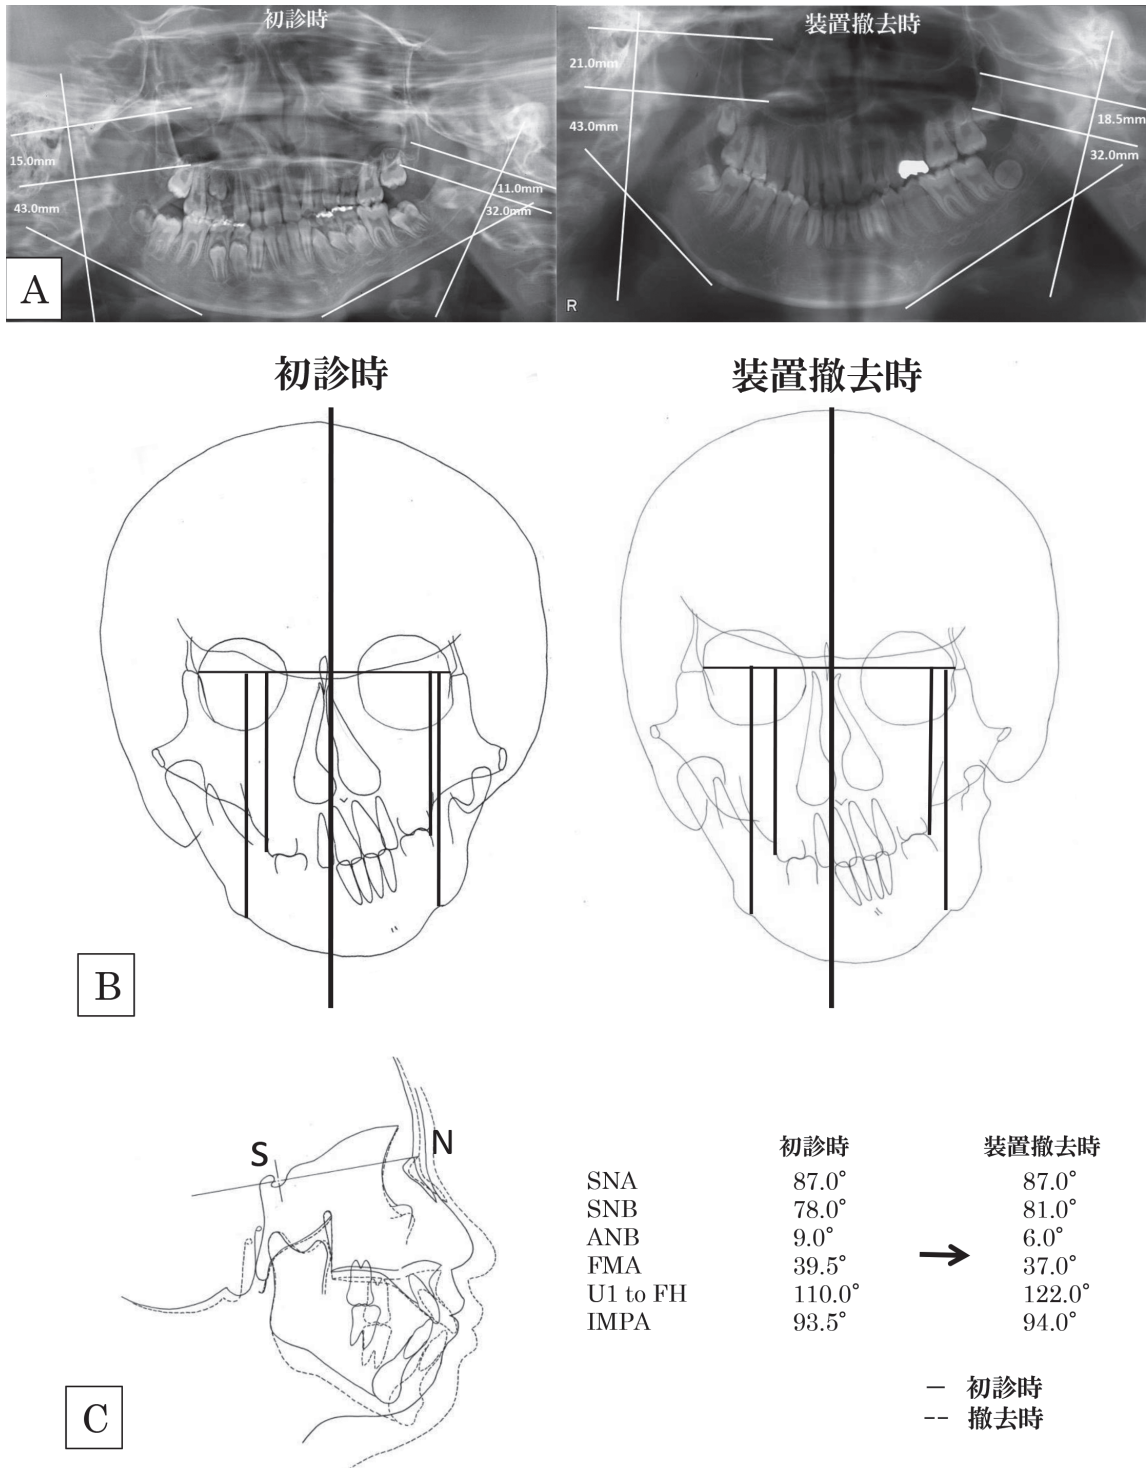 初診時
装置撤去時
15.0mm
43.0mm
11.0mm
32.0mm
21.0mm
43.0mm
18.5mm
32.0mm
A
R
初診時
装置撤去時
B
S
N
C
初診時 装置撤去時
SNA 87.0° 87.0°
SNB 78.0° 81.0°
ANB 9.0° 6.0°
FMA 39.5° 37.0°
U1 to FH 110.0° 122.0°
IMPA 93.5° 94.0°
— 初診時
-- 撤去時